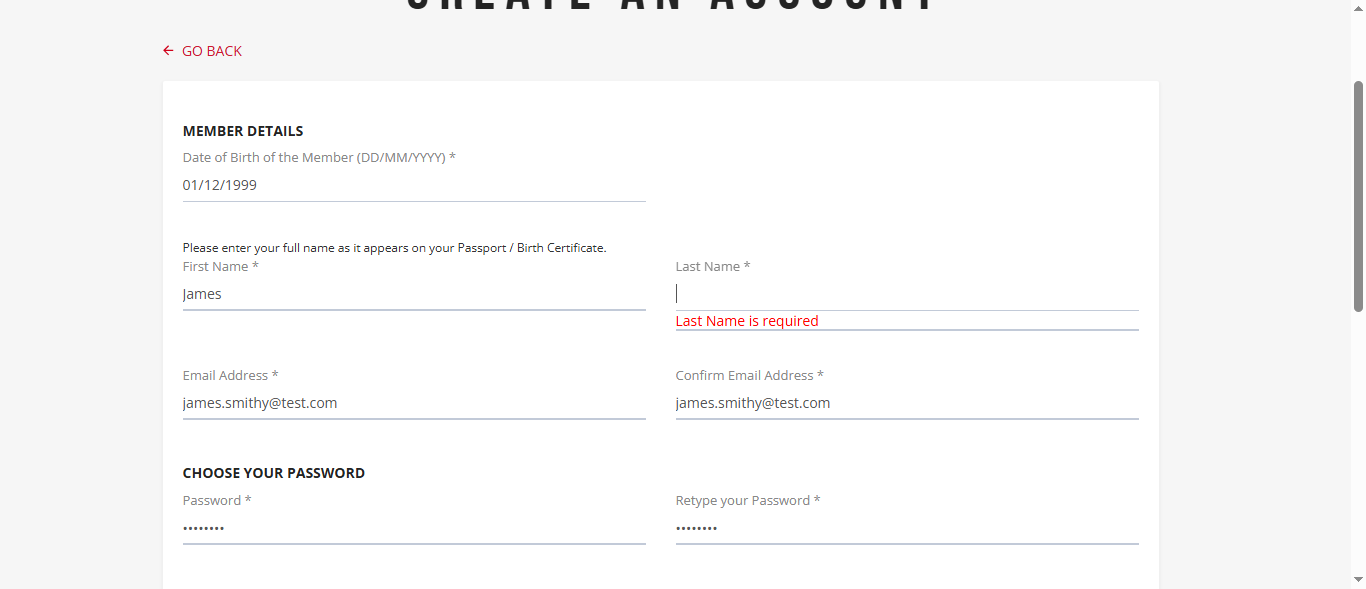 CREATE AN ACCOUNT
← GO BACK
MEMBER DETAILS
Date of Birth of the Member (DD/MM/YYYY) *
01/12/1999
Please enter your full name as it appears on your Passport / Birth Certificate.
First Name *
Last Name *
James
Last Name is required
Email Address *
Confirm Email Address *
james.smithy@test.com
james.smithy@test.com
CHOOSE YOUR PASSWORD
Password *
Retype your Password *
••••••••
••••••••